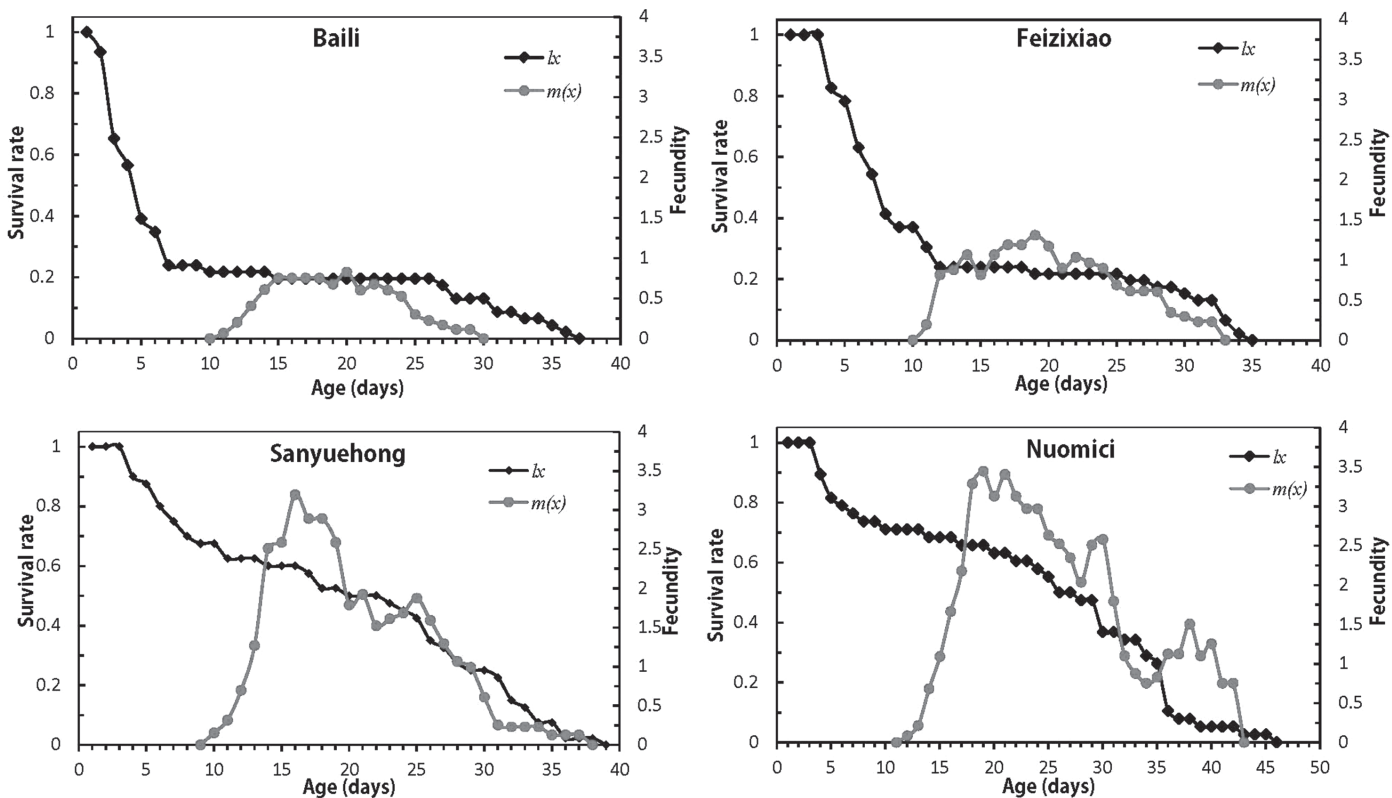 Baili
lx
m(x)
Survival rate
Fecundity
1
0.8
0.6
0.4
0.2
0
4
3.5
3
2.5
2
1.5
1
0.5
0
0 5 10 15 20 25 30 35 40
Age (days)
Feizixiao
lx
m(x)
Survival rate
Fecundity
1
0.8
0.6
0.4
0.2
0
4
3.5
3
2.5
2
1.5
1
0.5
0
0 5 10 15 20 25 30 35 40
Age (days)
Sanyuehong
lx
m(x)
Survival rate
Fecundity
1
0.8
0.6
0.4
0.2
0
4
3.5
3
2.5
2
1.5
1
0.5
0
0 5 10 15 20 25 30 35 40
Age (days)
Nuomici
lx
m(x)
Survival rate
Fecundity
1
0.8
0.6
0.4
0.2
0
4
3.5
3
2.5
2
1.5
1
0.5
0
0 5 10 15 20 25 30 35 40 45 50
Age (days)